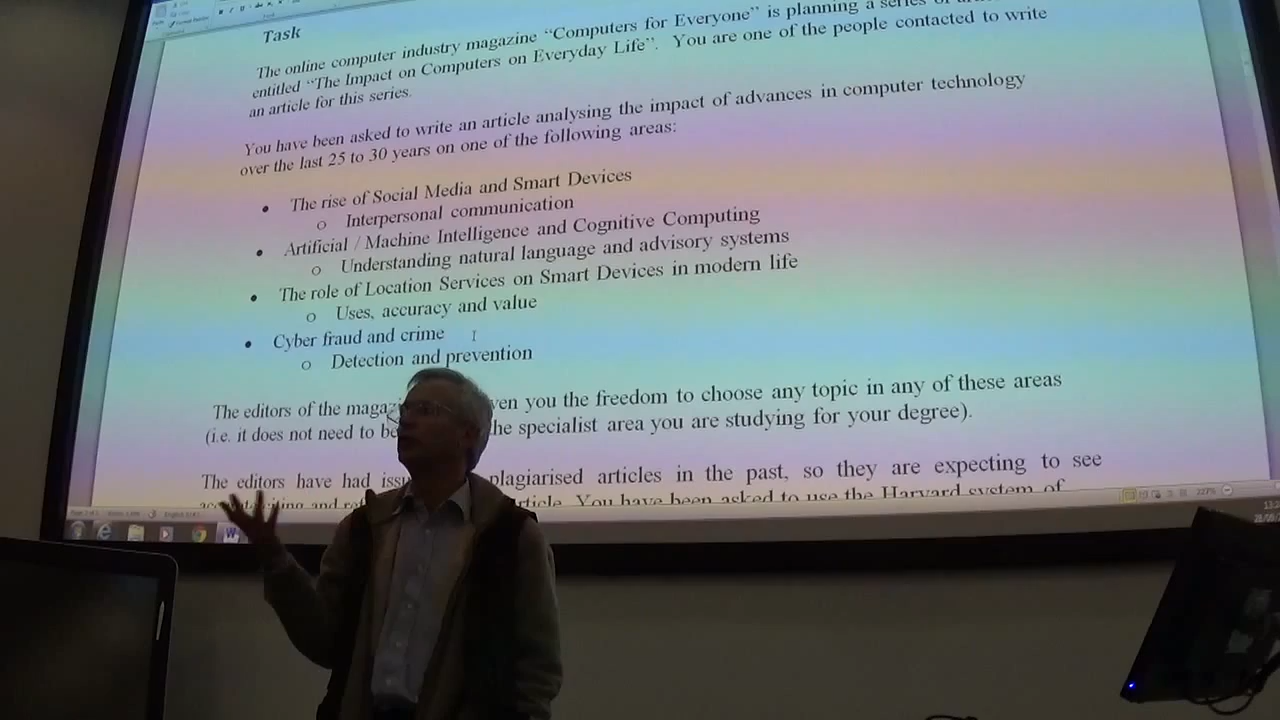 Task
The online computer industry magazine “Computers for Everyone” is planning a series of
entitled “The Impact on Computers on Everyday Life”. You are one of the people contacted to write
an article for this series.
You have been asked to write an article analysing the impact of advances in computer technology
over the last 25 to 30 years on one of the following areas:
• The rise of Social Media and Smart Devices
o Interpersonal communication
• Artificial / Machine Intelligence and Cognitive Computing
o Understanding natural language and advisory systems
• The role of Location Services on Smart Devices in modern life
o Uses, accuracy and value
• Cyber fraud and crime
o Detection and prevention
The editors of the you the freedom to choose any topic in any of these areas
(i.e. it does not need to specialist area you are studying for your degree).
The editors have had plagiarised articles in the past, so they are expecting to see
and You have been asked to use the Harvard system of
227%